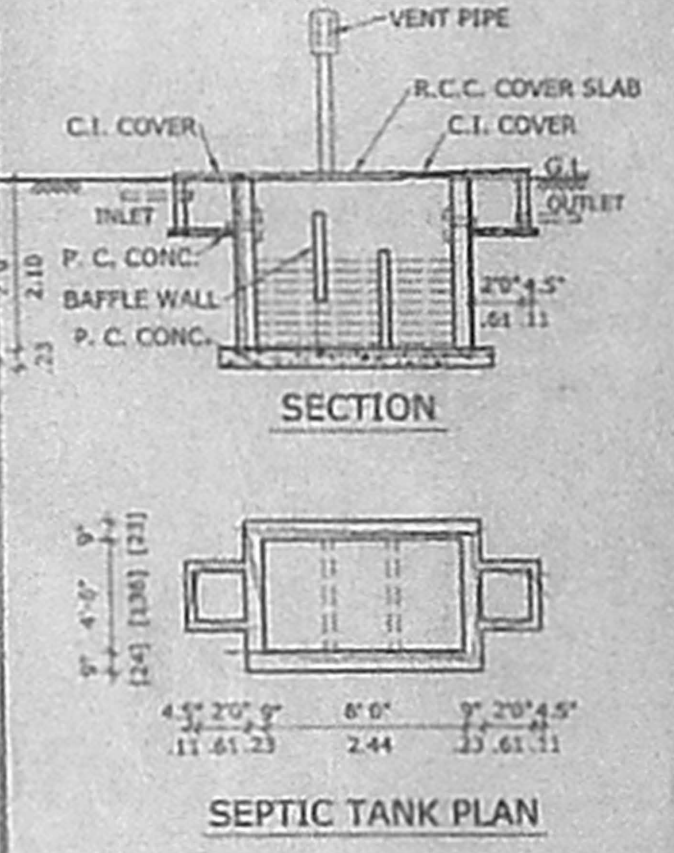 VENT PIPE
R.C.C. COVER SLAB
C.I. COVER
C.I. COVER
G.L
INLET
OUTLET
P. C. CONC.
BAFFLE WALL
P. C. CONC.
2.10
.23
2'0" 4.5"
.61 .11
SECTION
9" 4'-6" 9"
[23] [136] [24]
4.5" 2'0" 9" 8' 0" 9" 2'0" 4.5"
.11 .61 .23 2.44 .23 .61 .11
SEPTIC TANK PLAN